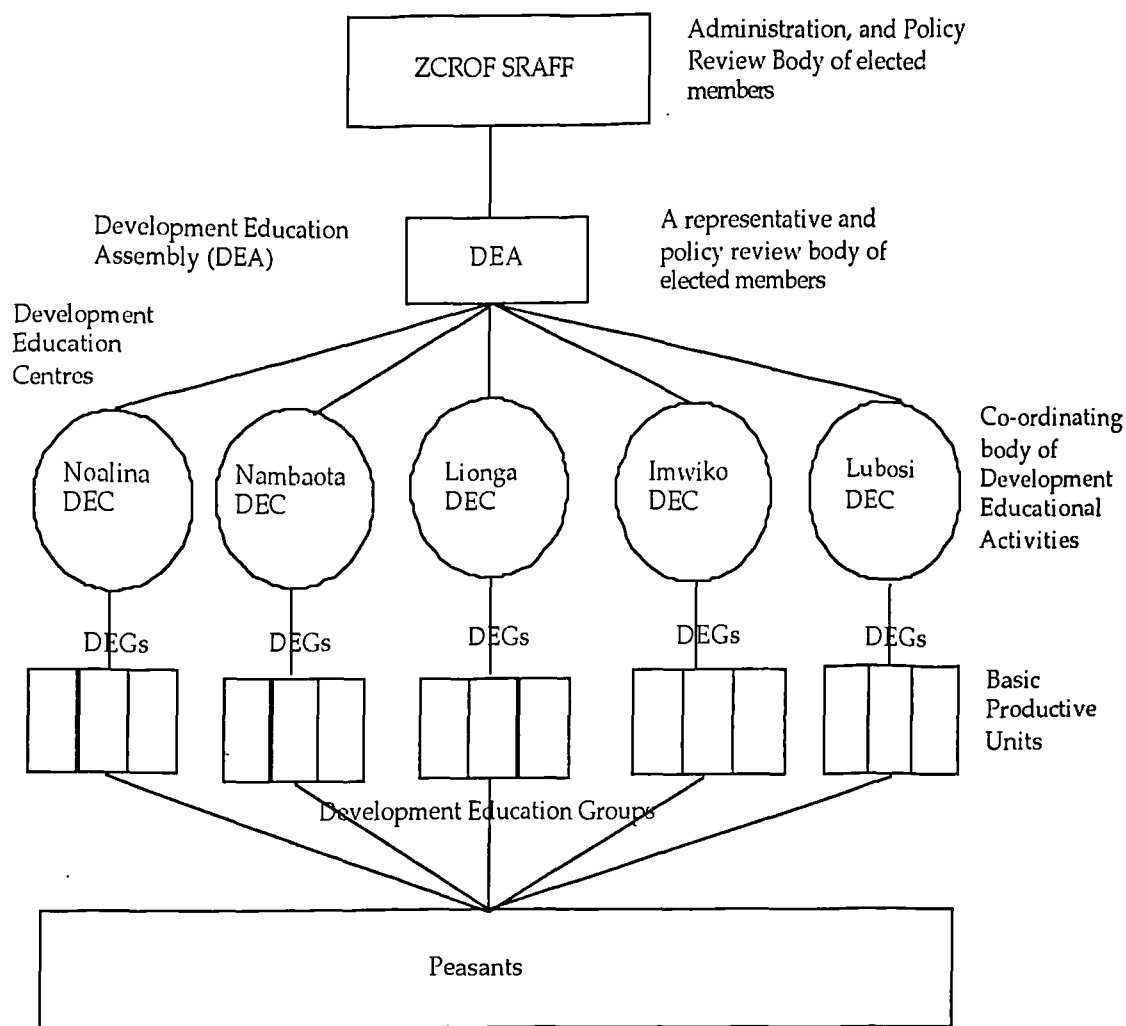 ZCROF SRAFF
Administration, and Policy
Review Body of elected
members
Development Education
Assembly (DEA)
DEA
A representative and
policy review body of
elected members
Development
Education
Centres
Noalina
DEC
Nambaota
DEC
Lionga
DEC
Imwiko
DEC
Lubosi
DEC
Co-ordinating
body of
Development
Educational
Activities
DEGs
DEGs
DEGs
DEGs
DEGs
Basic
Productive
Units
Development Education Groups
Peasants